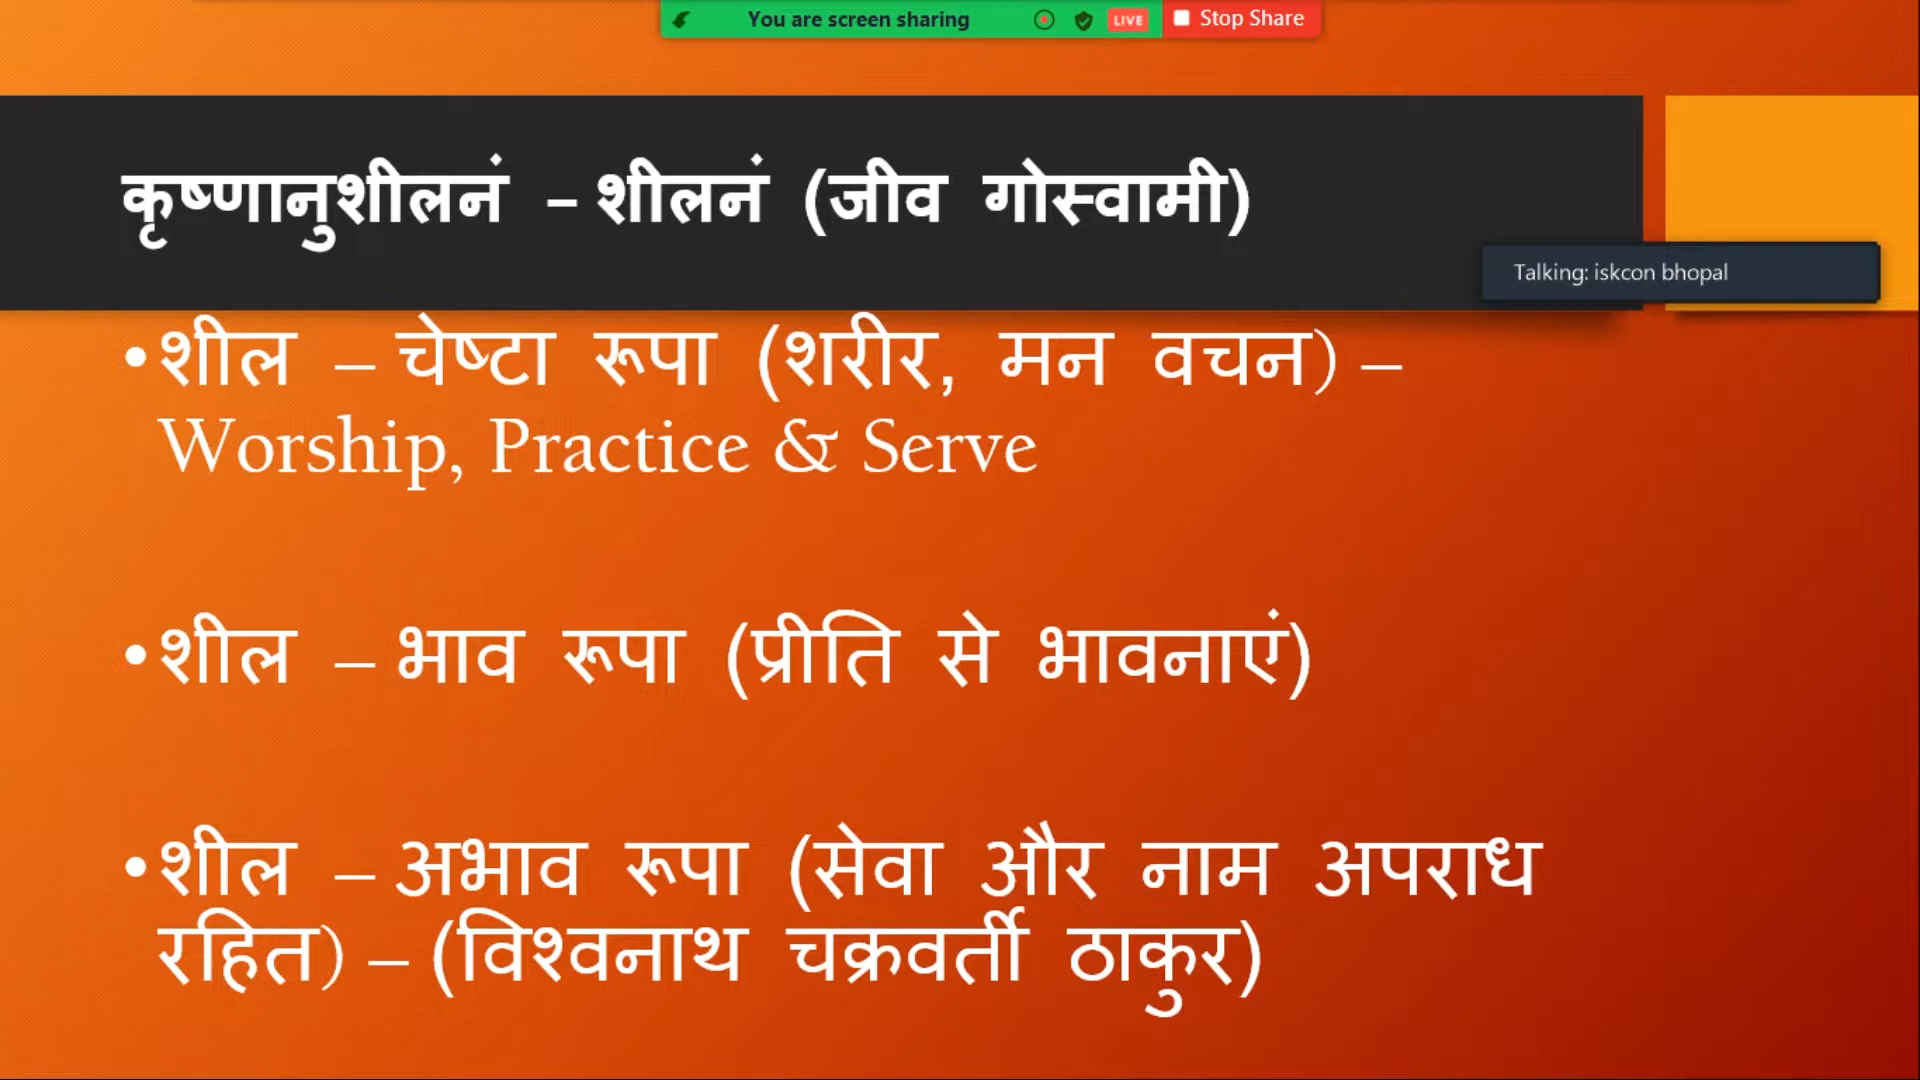 You are screen sharing LIVE Stop Share
कृष्णानुशीलनं – शीलनं (जीव गोस्वामी)
Talking: iskcon bhopal
•शील – चेष्टा रूपा (शरीर, मन वचन) –
Worship, Practice & Serve
•शील – भाव रूपा (प्रीति से भावनाएं)
•शील – अभाव रूपा (सेवा और नाम अपराध
रहित) – (विश्वनाथ चक्रवर्ती ठाकुर)